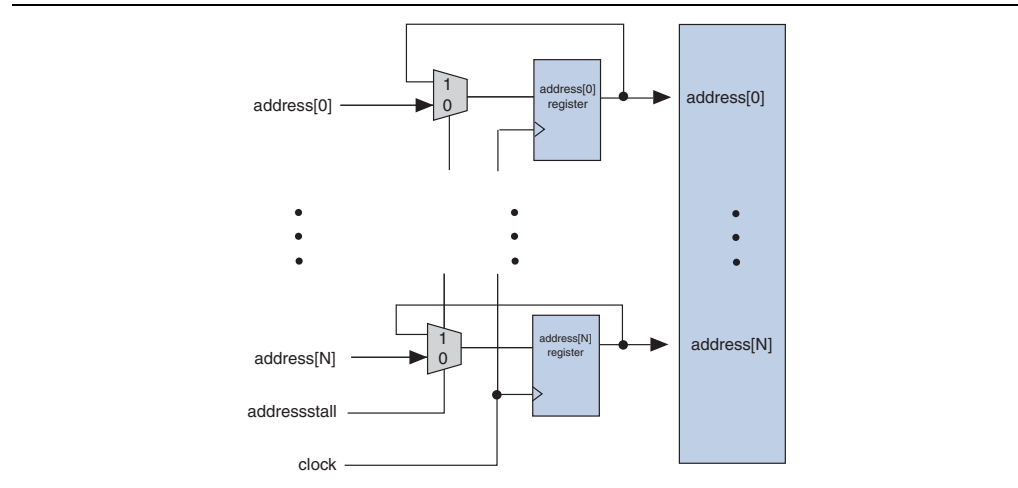 1
0
address[0]
address[0]
register
address[0]
1
0
address[N]
address[N]
register
address[N]
addressstall
clock